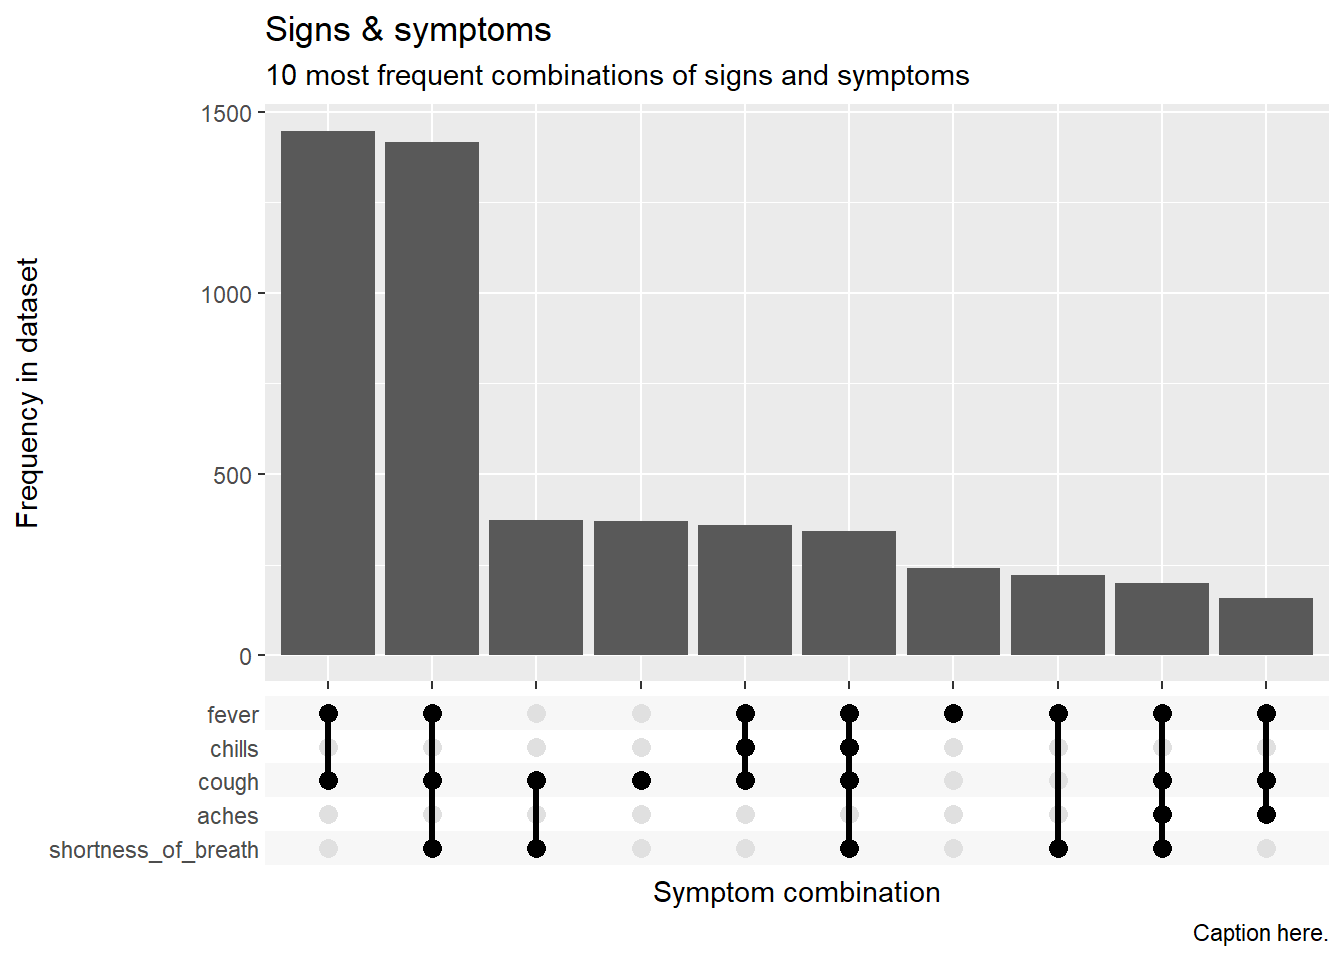 Signs & symptoms
10 most frequent combinations of signs and symptoms
1500
1000
500
0
Frequency in dataset
fever
chills
cough
aches
shortness_of_breath
Symptom combination
Caption here.